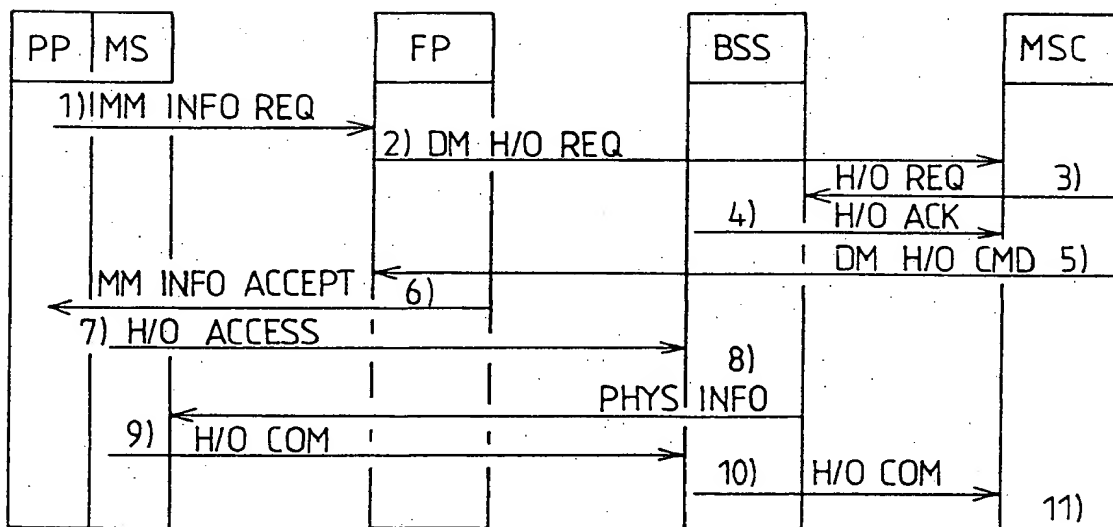 PP MS FP BSS MSC
1) MM INFO REQ
2) DM H/O REQ
H/O REQ 3)
4) H/O ACK
DM H/O CMD 5)
MM INFO ACCEPT 6)
7) H/O ACCESS
8)
PHYS INFO
9) H/O COM
10) H/O COM
11)